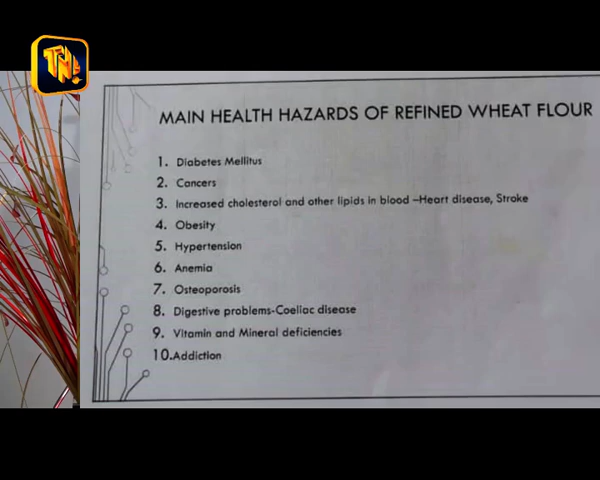 TN!
MAIN HEALTH HAZARDS OF REFINED WHEAT FLOUR
1. Diabetes Mellitus
2. Cancers
3. Increased cholesterol and other lipids in blood –Heart disease, Stroke
4. Obesity
5. Hypertension
6. Anemia
7. Osteoporosis
8. Digestive problems-Coeliac disease
9. Vitamin and Mineral deficiencies
10.Addiction